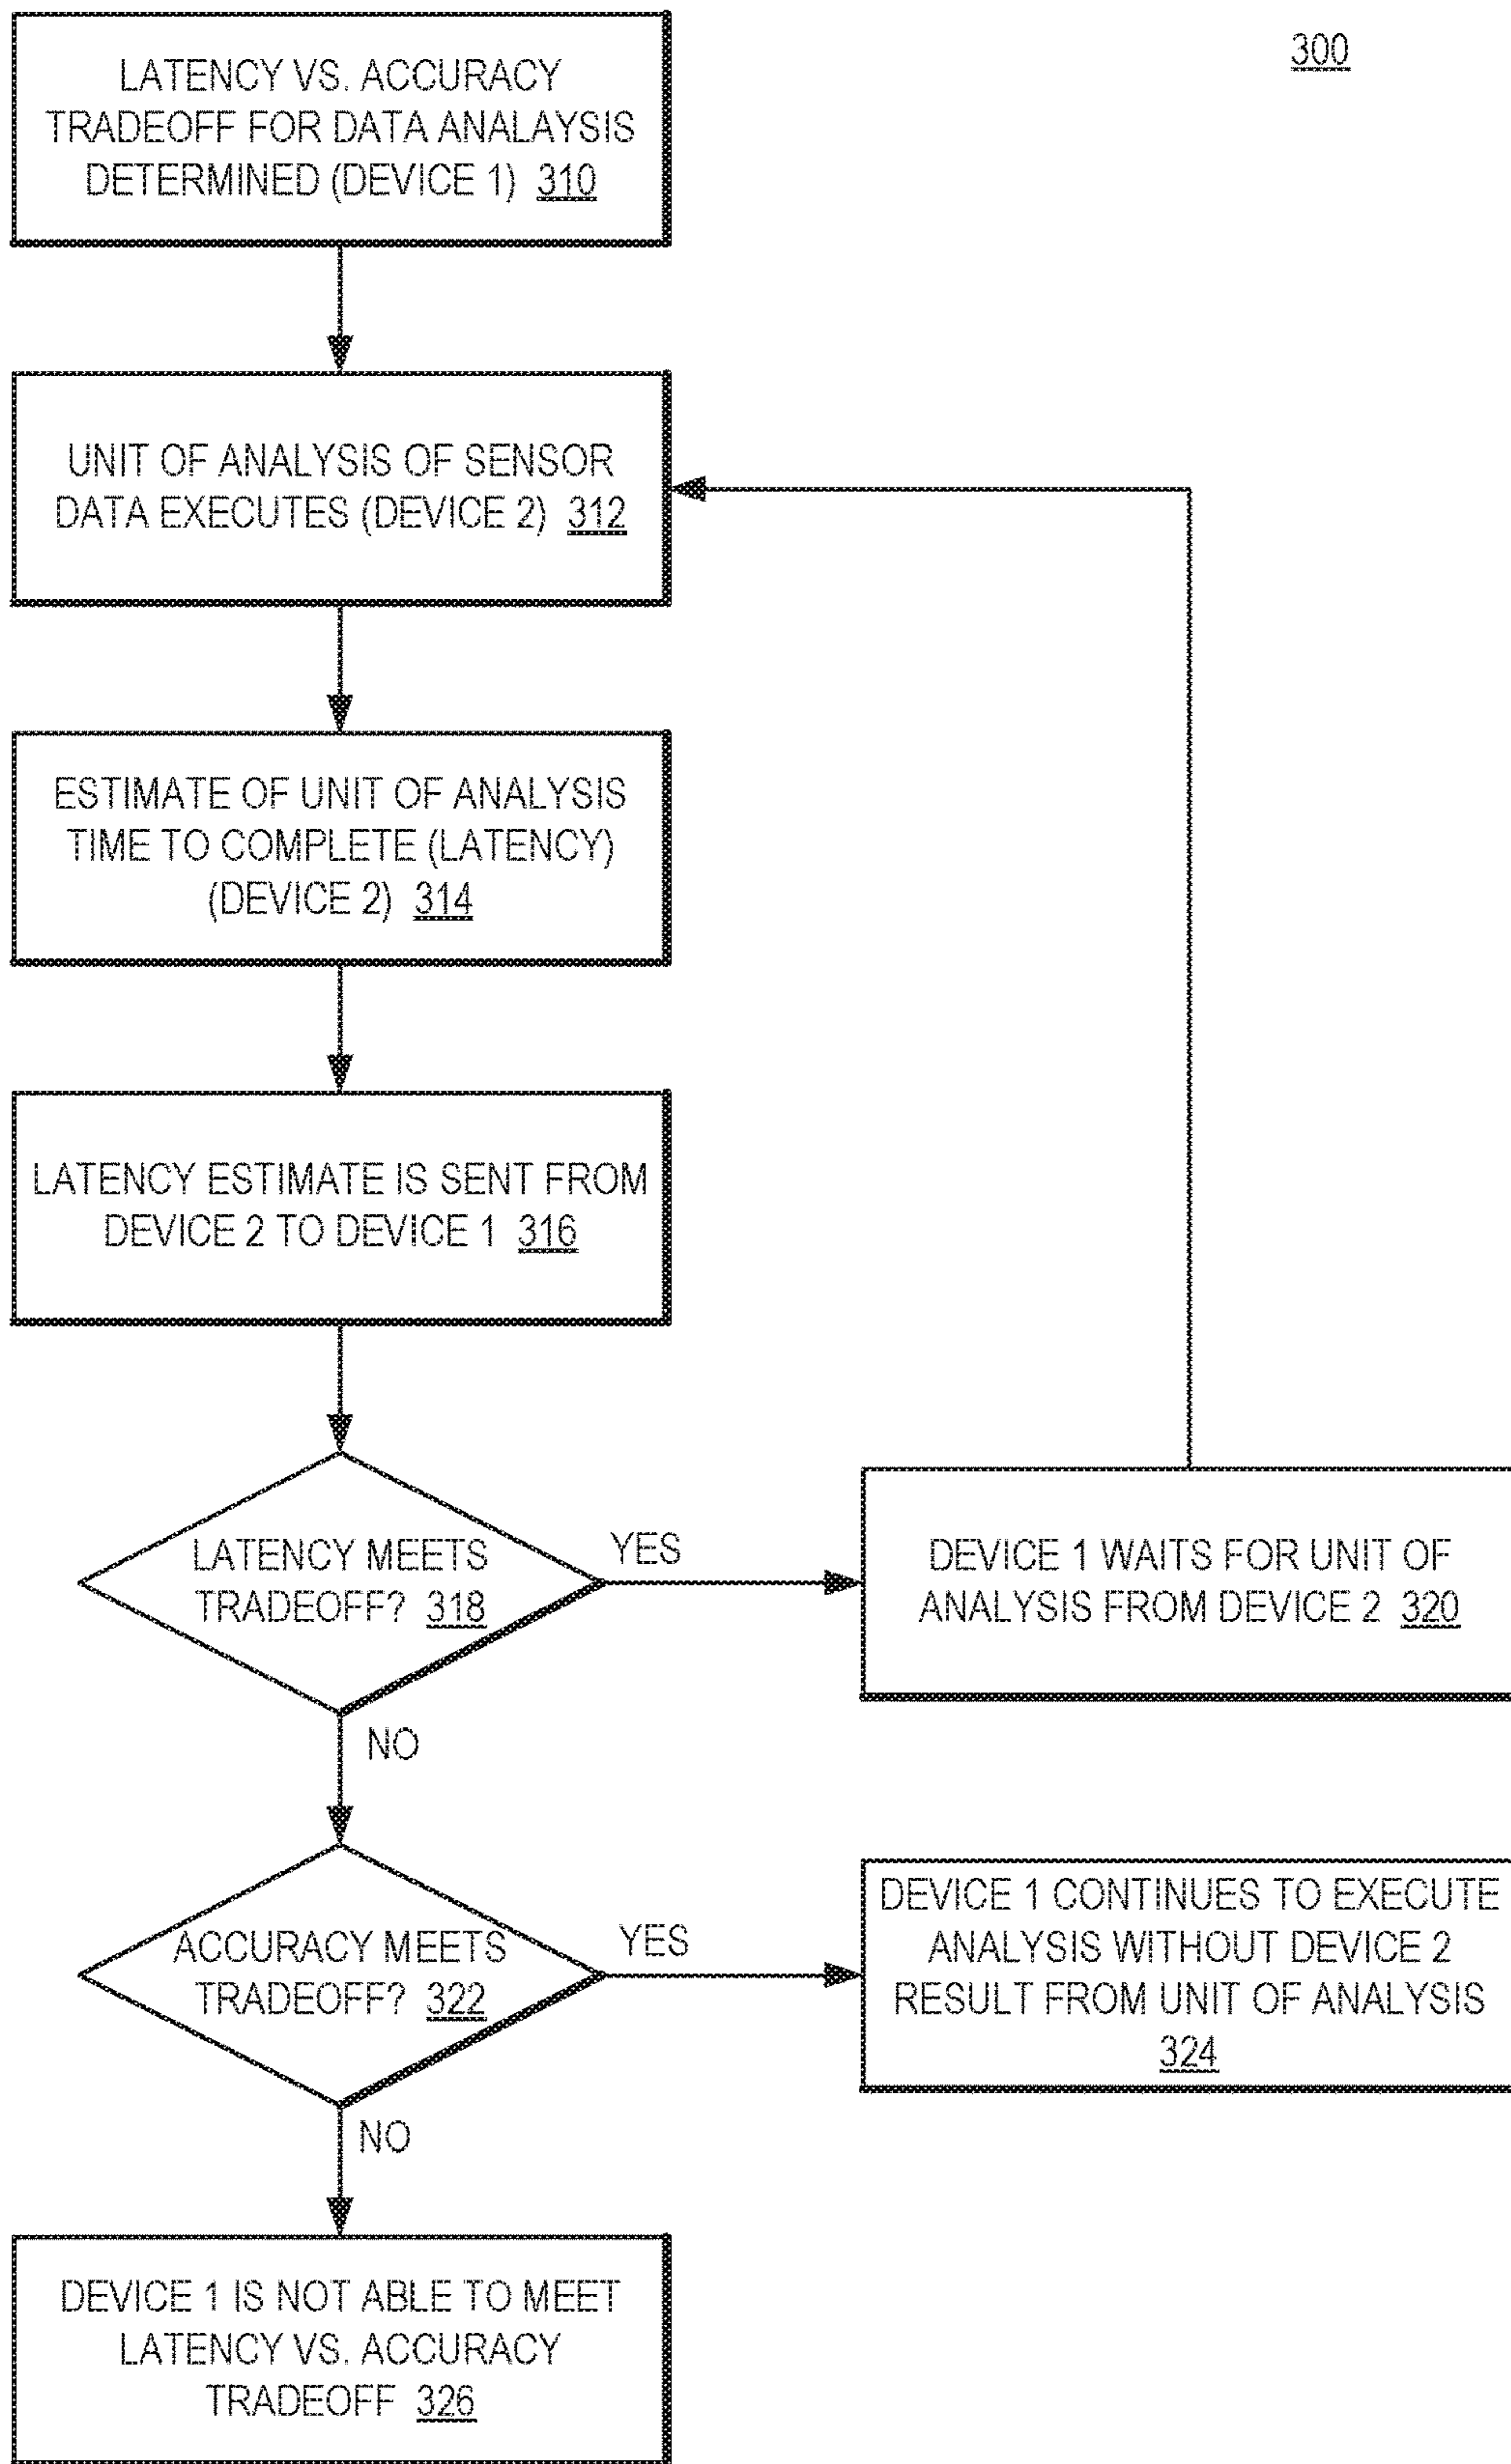 300
LATENCY VS. ACCURACY
TRADEOFF FOR DATA ANALAYSIS
DETERMINED (DEVICE 1) 310
UNIT OF ANALYSIS OF SENSOR
DATA EXECUTES (DEVICE 2) 312
ESTIMATE OF UNIT OF ANALYSIS
TIME TO COMPLETE (LATENCY)
(DEVICE 2) 314
LATENCY ESTIMATE IS SENT FROM
DEVICE 2 TO DEVICE 1 316
LATENCY MEETS
TRADEOFF? 318
YES
DEVICE 1 WAITS FOR UNIT OF
ANALYSIS FROM DEVICE 2 320
NO
ACCURACY MEETS
TRADEOFF? 322
YES
DEVICE 1 CONTINUES TO EXECUTE
ANALYSIS WITHOUT DEVICE 2
RESULT FROM UNIT OF ANALYSIS
324
NO
DEVICE 1 IS NOT ABLE TO MEET
LATENCY VS. ACCURACY
TRADEOFF 326